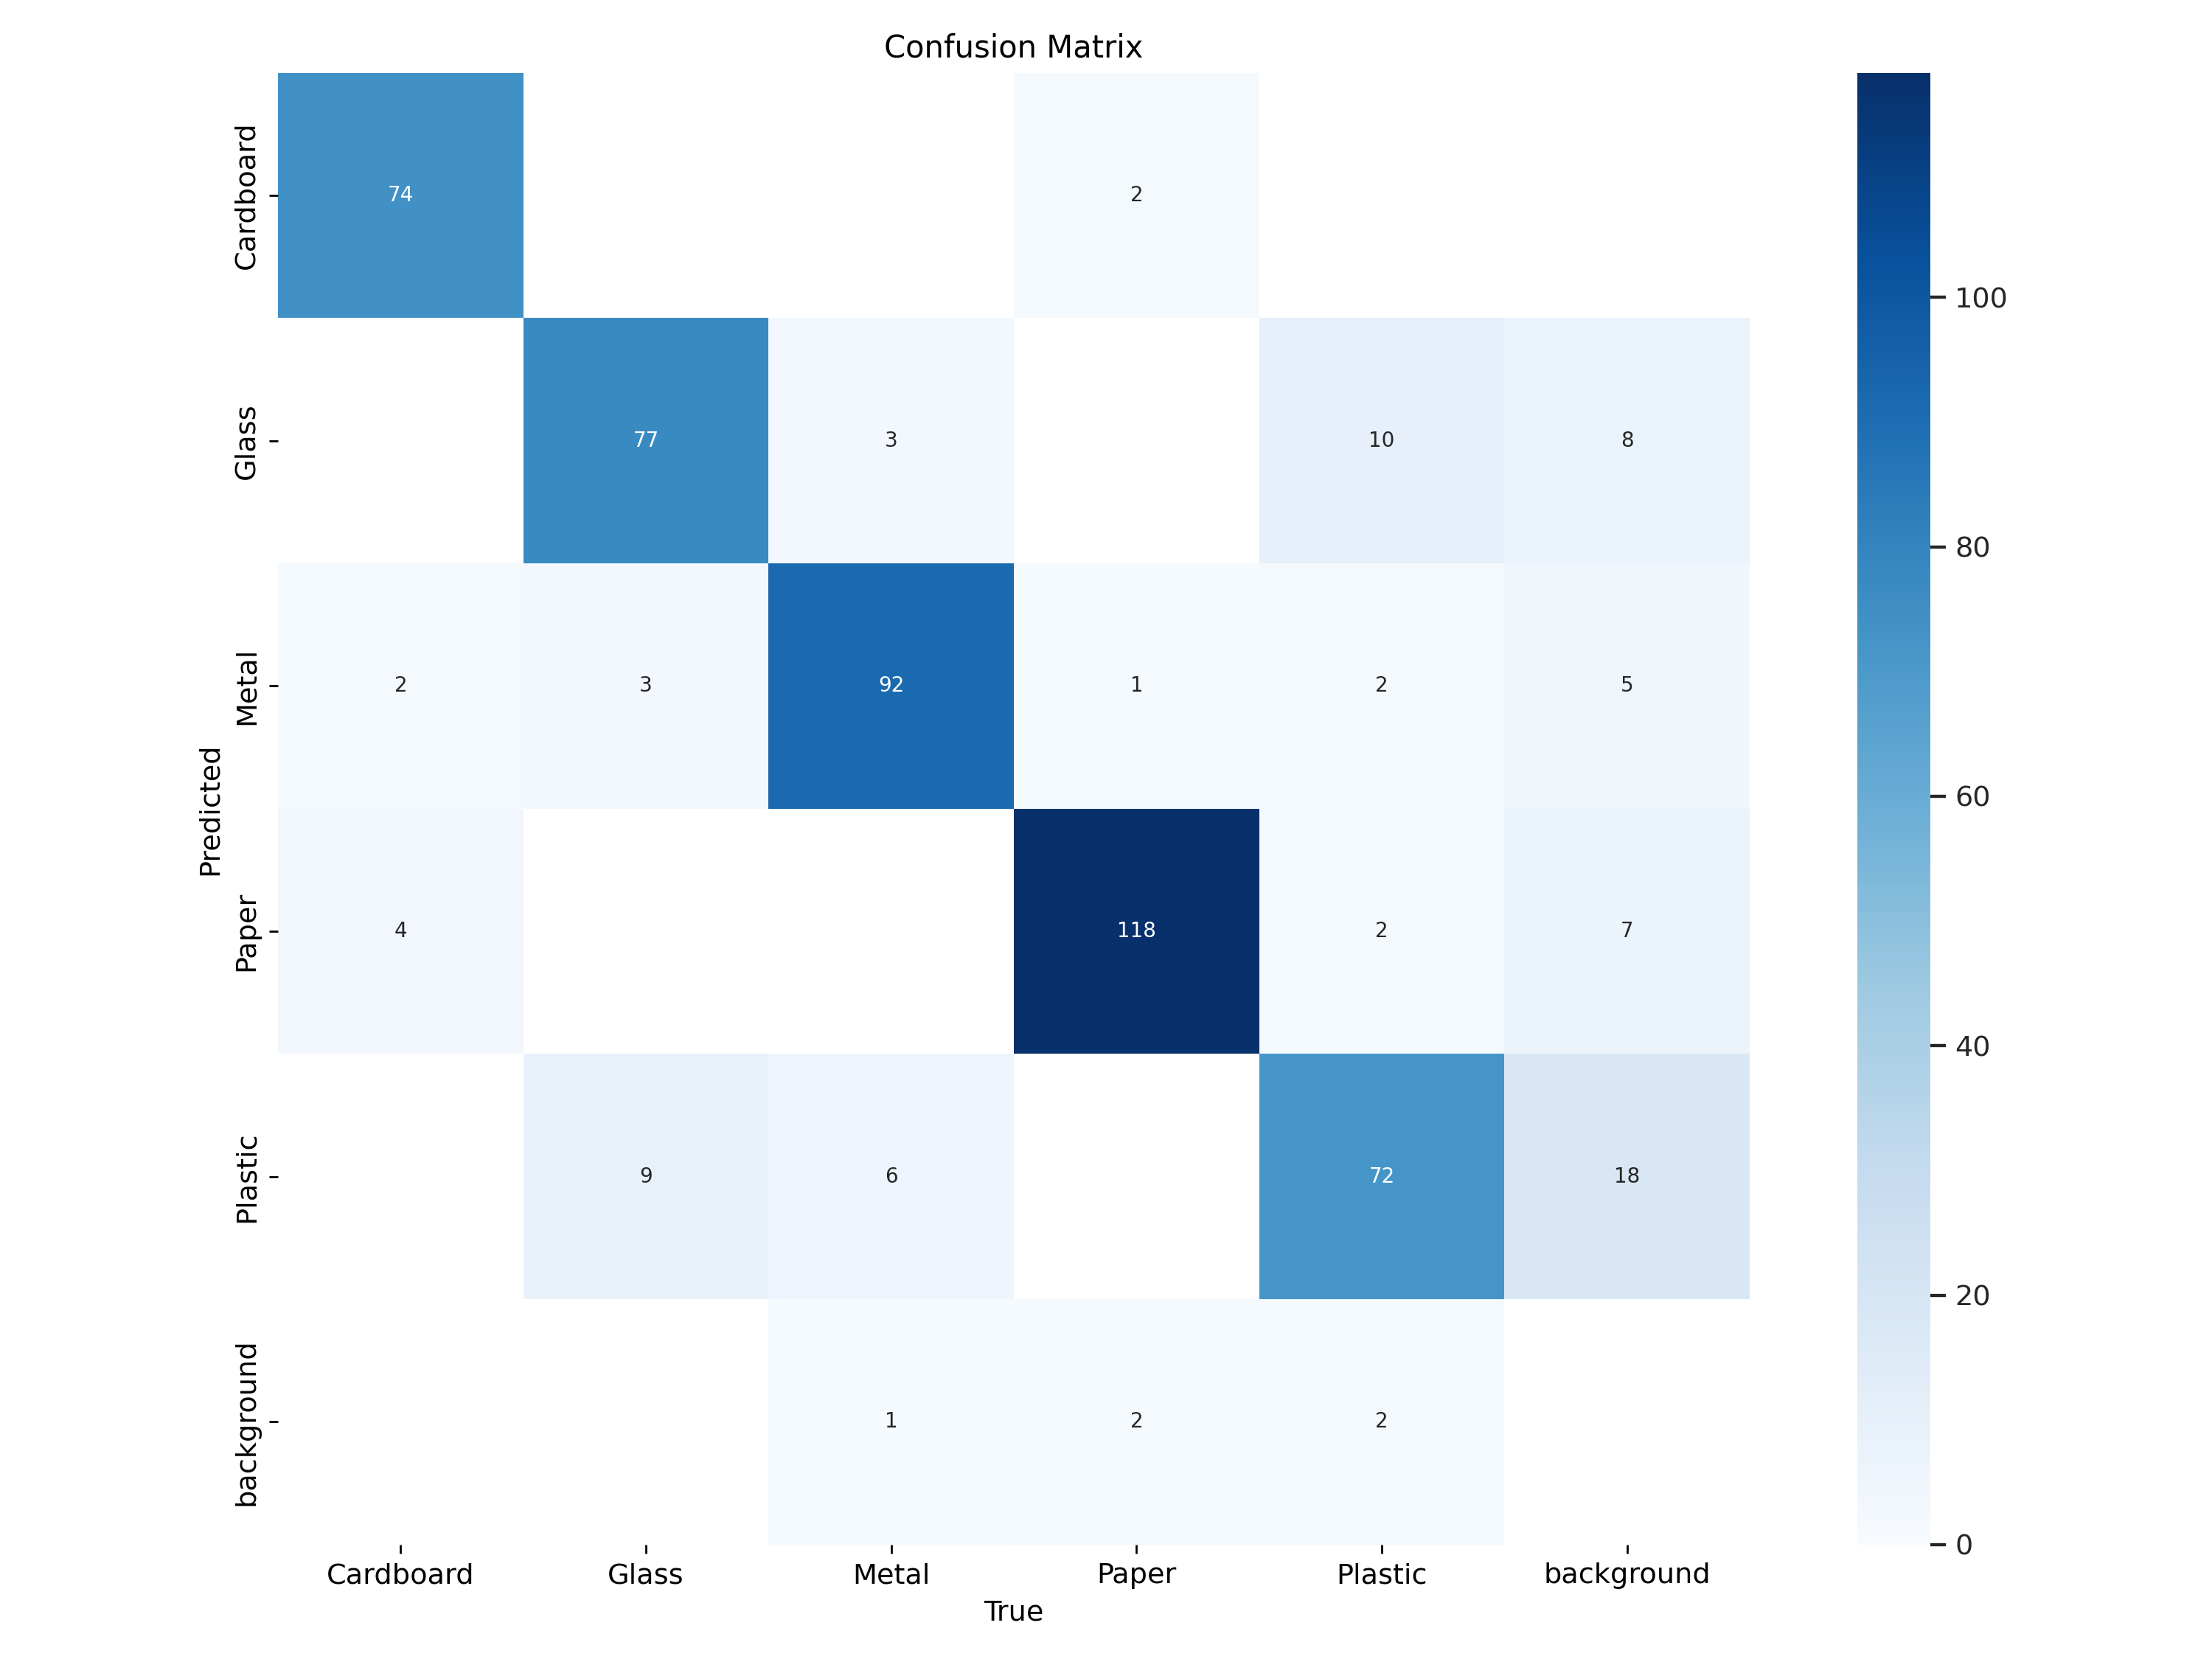 Confusion Matrix
Cardboard
74
2
100
Glass
77
3
10
8
80
Metal
2
3
92
1
2
5
Predicted
60
Paper
4
118
2
7
40
Plastic
9
6
72
18
20
background
1
2
2
0
Cardboard
Glass
Metal
Paper
Plastic
background
True